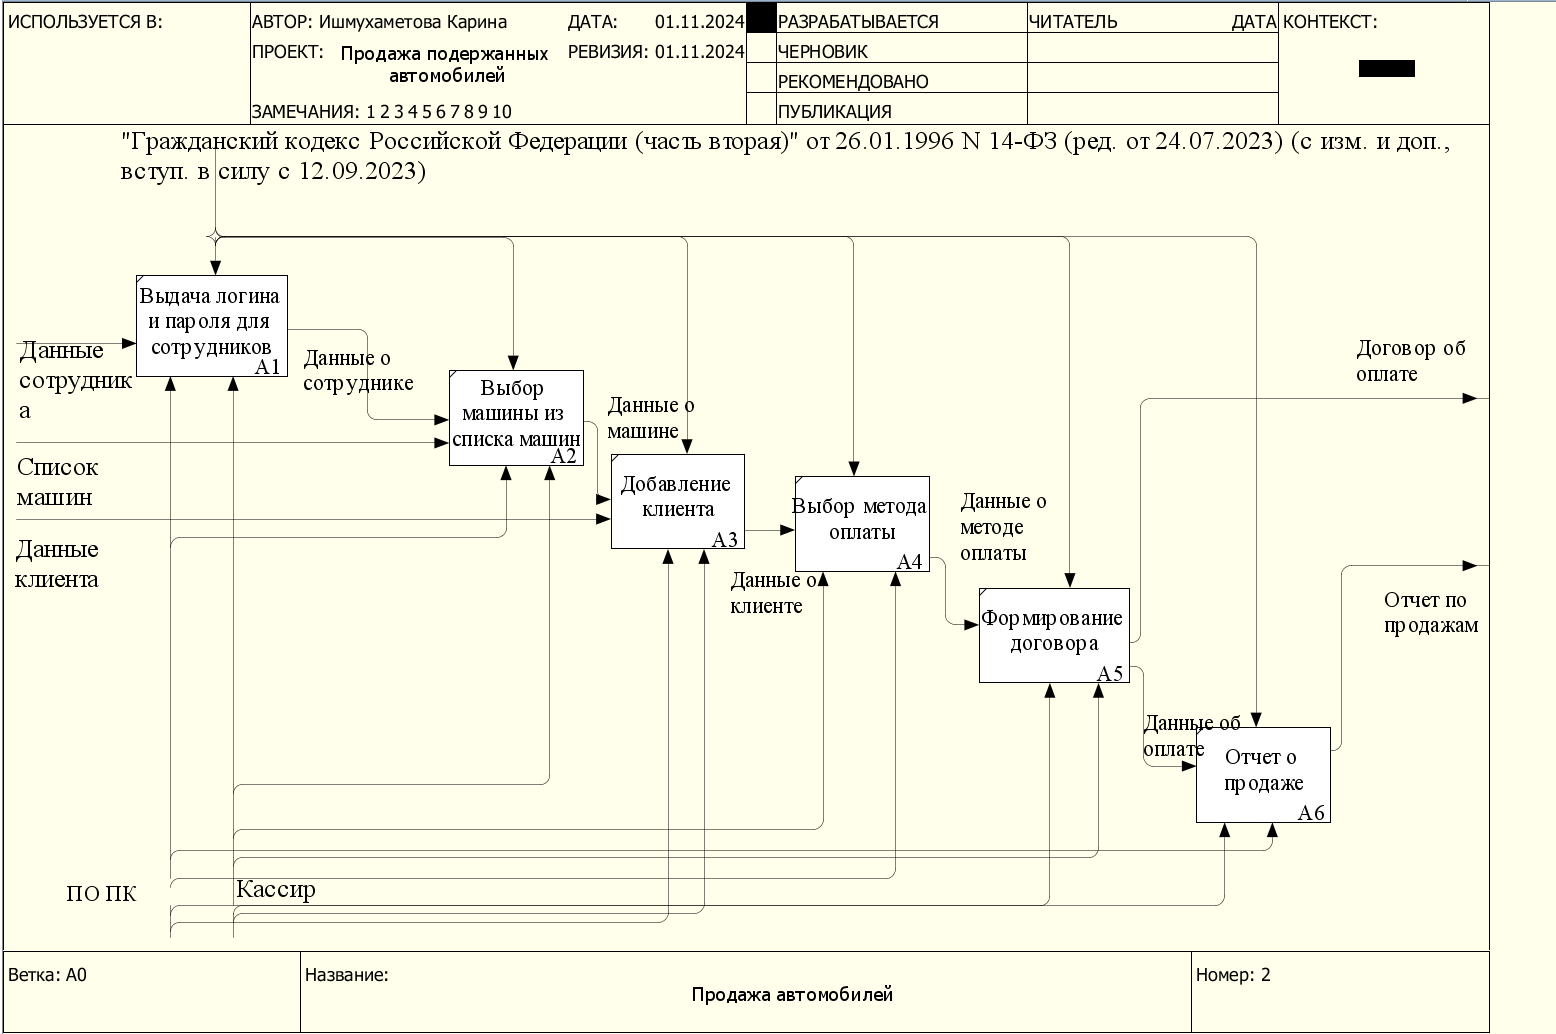 ИСПОЛЬЗУЕТСЯ В:
АВТОР: Ишмухаметова Карина
ДАТА: 01.11.2024
ПРОЕКТ: Продажа подержанных
автомобилей
РЕВИЗИЯ: 01.11.2024
ЗАМЕЧАНИЯ: 1 2 3 4 5 6 7 8 9 10
РАЗРАБАТЫВАЕТСЯ
ЧЕРНОВИК
РЕКОМЕНДОВАНО
ПУБЛИКАЦИЯ
ЧИТАТЕЛЬ
ДАТА
КОНТЕКСТ:
"Гражданский кодекс Российской Федерации (часть вторая)" от 26.01.1996 N 14-ФЗ (ред. от 24.07.2023) (с изм. и доп.,
вступ. в силу с 12.09.2023)
Выдача логина
и пароля для
сотрудников
A1
Данные
сотрудник
а
Данные о
сотруднике
Выбор
машины из
списка машин
A2
Список
машин
Данные о
машине
Добавление
клиента
A3
Данные
клиента
Данные о
клиенте
Выбор метода
оплаты
A4
Данные о
методе
оплаты
Формирование
договора
A5
Договор об
оплате
Данные об
оплате
Отчет о
продаже
A6
Отчет по
продажам
ПО ПК
Кассир
Ветка: A0
Название:
Продажа автомобилей
Номер: 2